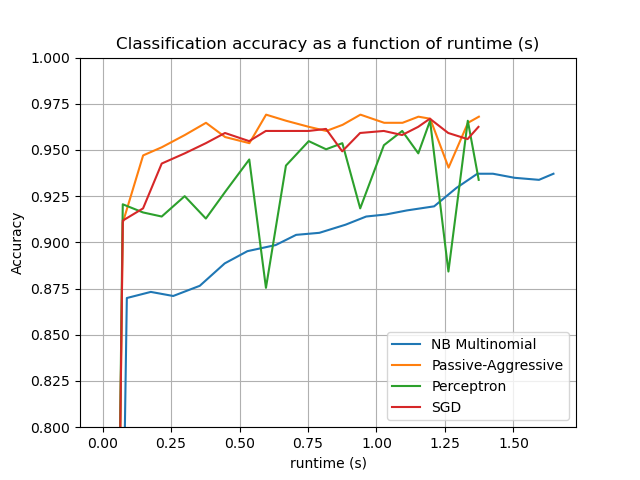 Classification accuracy as a function of runtime (s)
1.000
0.975
0.950
0.925
0.900
0.875
0.850
0.825
0.800
Accuracy
NB Multinomial
Passive-Aggressive
Perceptron
SGD
0.00 0.25 0.50 0.75 1.00 1.25 1.50
runtime (s)